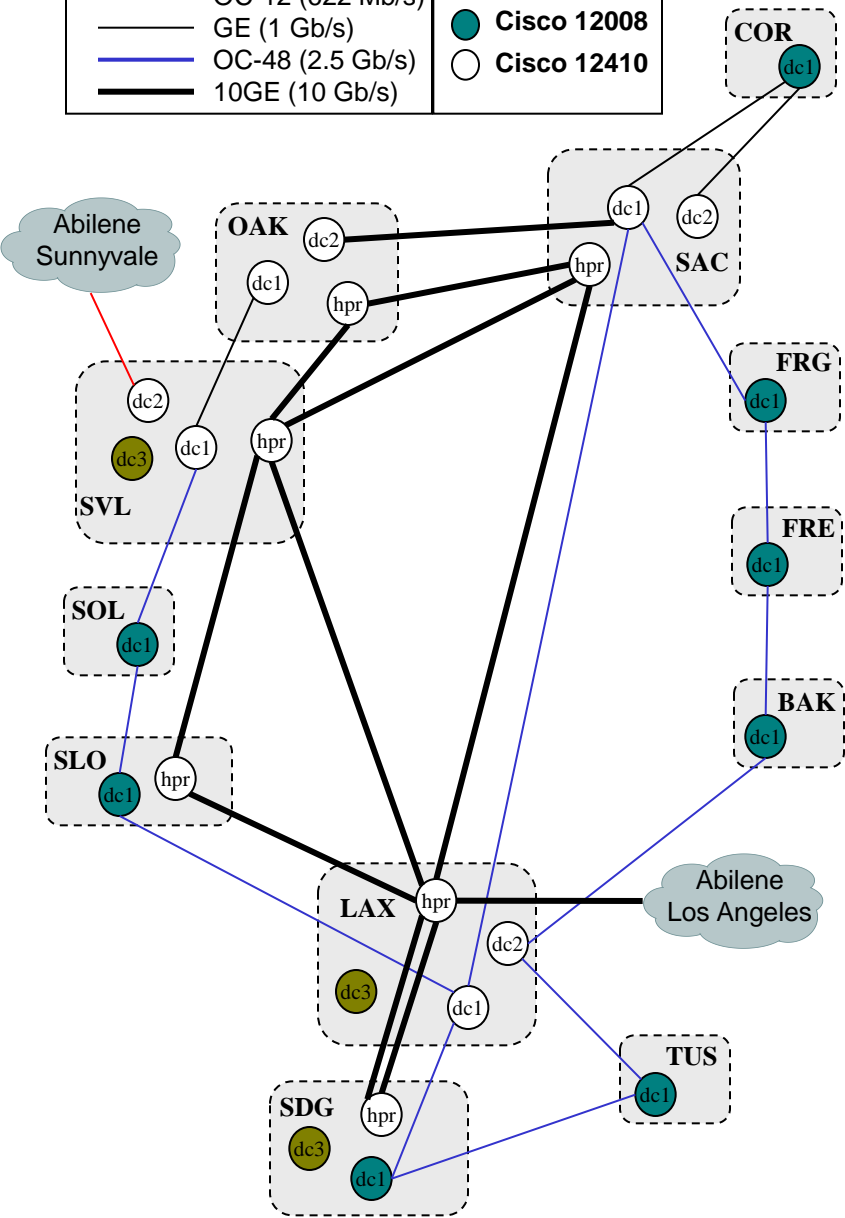 GE (1 Gb/s)
OC-48 (2.5 Gb/s)
10GE (10 Gb/s)
Cisco 12008
Cisco 12410
COR
dc1
dc1
dc2
hpr
SAC
Abilene
Sunnyvale
OAK
dc2
dc1
hpr
FRG
dc1
dc2
dc1
hpr
dc3
SVL
FRE
dc1
SOL
dc1
BAK
dc1
SLO
hpr
dc1
LAX
hpr
dc2
dc3
dc1
Abilene
Los Angeles
TUS
dc1
SDG
hpr
dc3
dc1